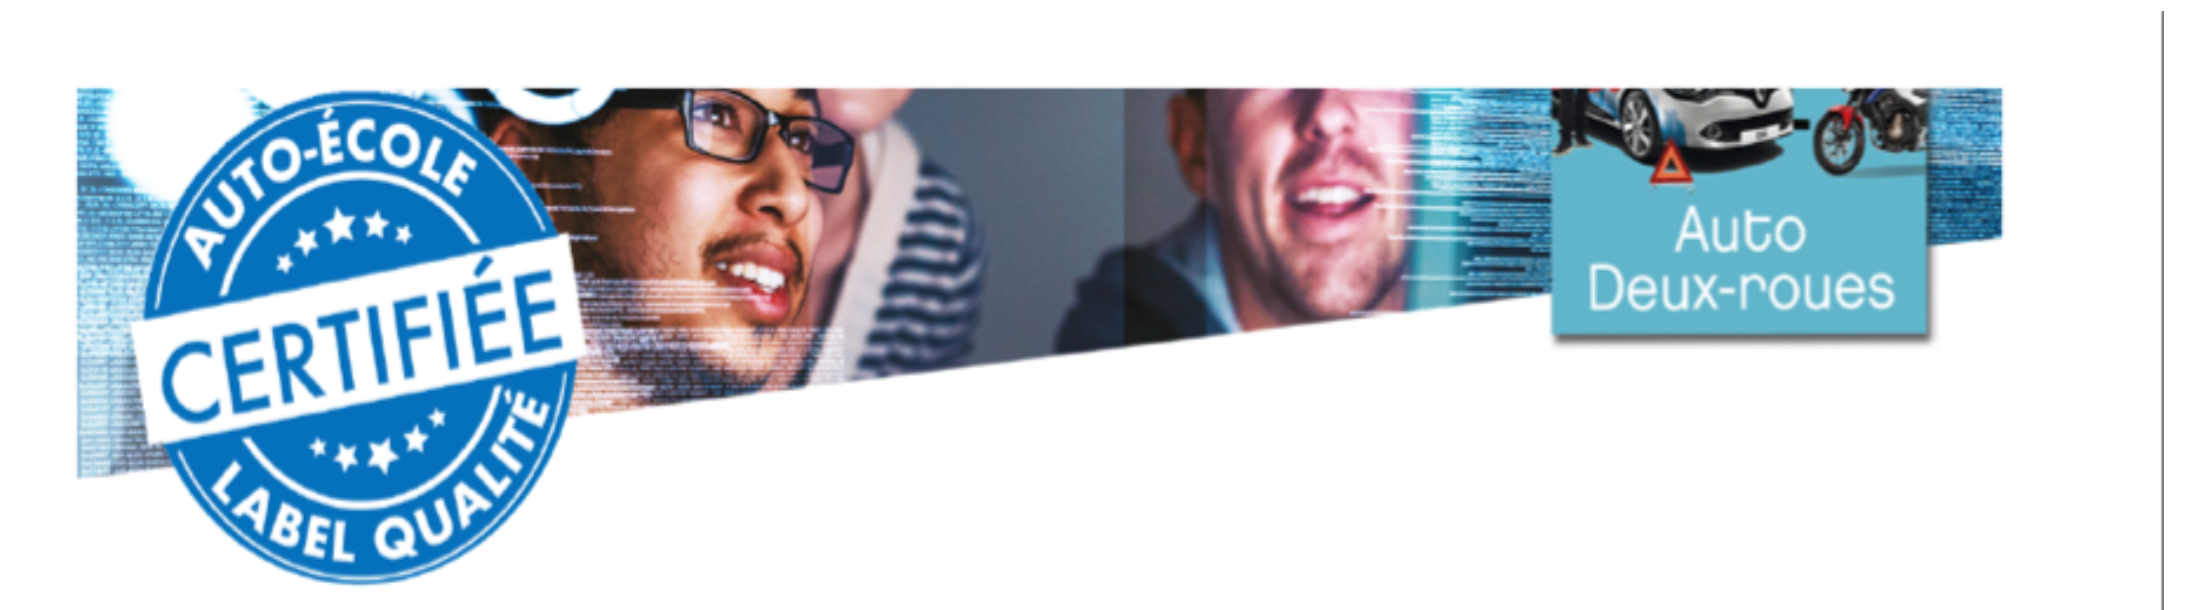 AUTO-ÉCOLE
CERTIFIÉE
LABEL QUALITÉ
Auto
Deux-roues